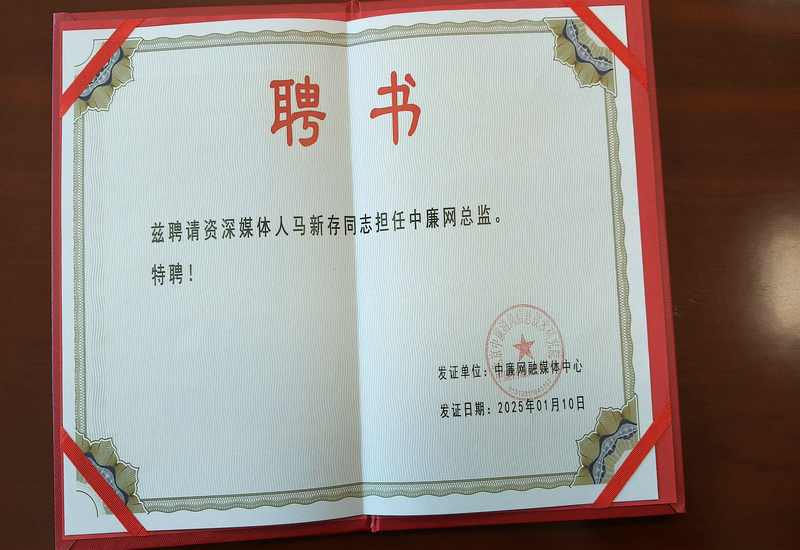 聘书
兹聘请资深媒体人马新存同志担任中廉网总监。
特聘！
发证单位：中廉网融媒体中心
发证日期：2025年01月10日